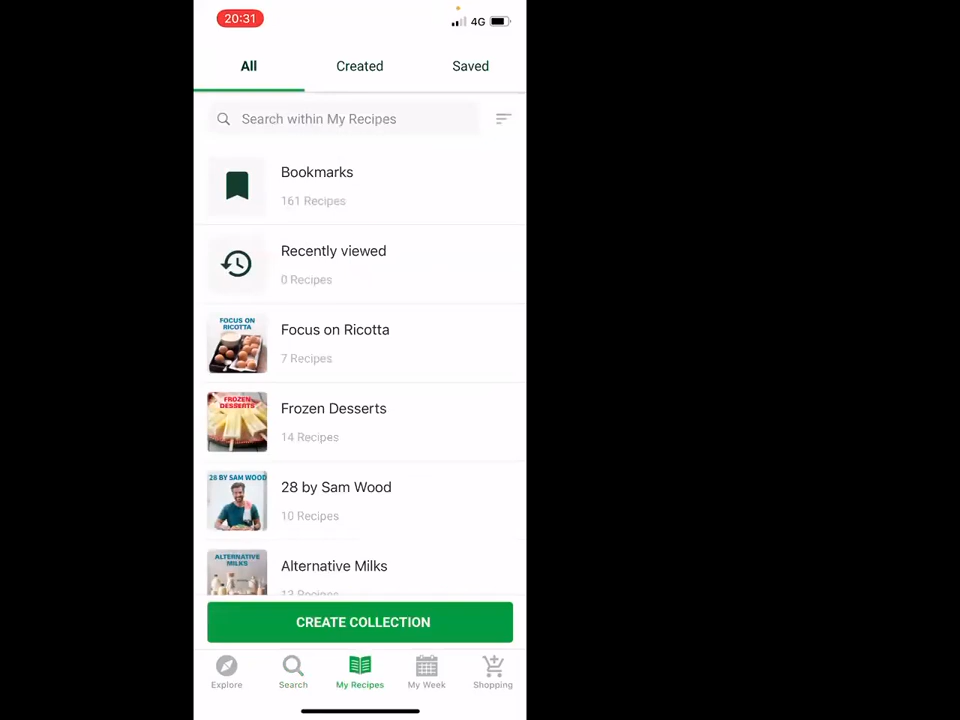 20:31
4G
All Created Saved
Search within My Recipes
Bookmarks
161 Recipes
Recently viewed
0 Recipes
FOCUS ON
RICOTTA
Focus on Ricotta
7 Recipes
FROZEN
DESSERTS
Frozen Desserts
14 Recipes
28 BY SAM WOOD
28 by Sam Wood
10 Recipes
ALTERNATIVE
MILKS
Alternative Milks
13 Recipes
CREATE COLLECTION
Explore Search My Recipes My Week Shopping